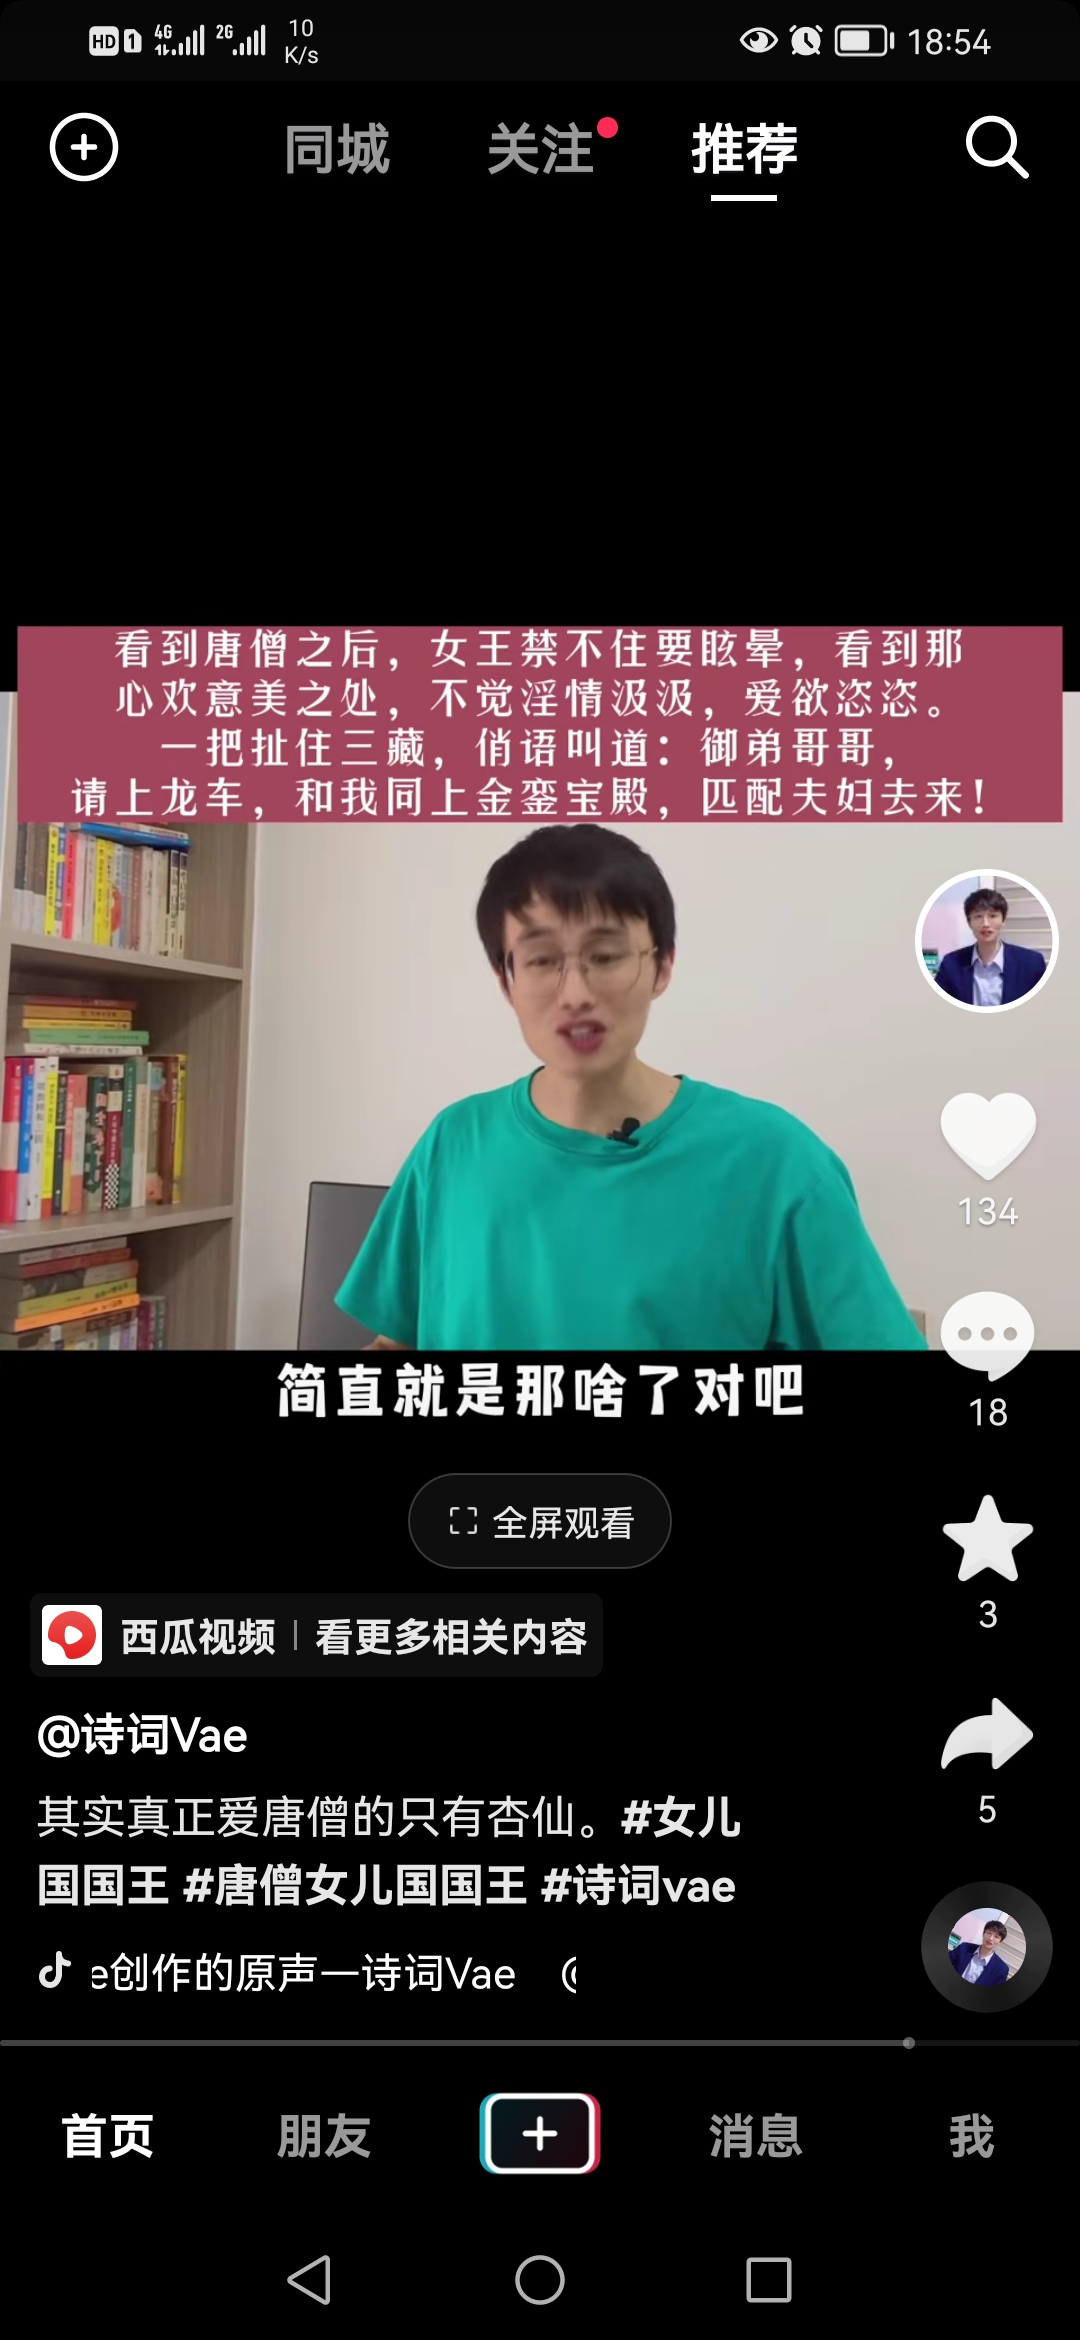 HD 1 4G 2G 10 K/s 18:54
同城 关注 推荐
看到唐僧之后，女王禁不住要眩晕，看到那
心欢意美之处，不觉淫情汲汲，爱欲恣恣。
一把扯住三藏，俏语叫道：御弟哥哥，
请上龙车，和我同上金銮宝殿，匹配夫妇去来！
134
简直就是那啥了对吧
18
全屏观看
3
西瓜视频 | 看更多相关内容
@诗词Vae
其实真正爱唐僧的只有杏仙。#女儿
5
国国王 #唐僧女儿国国王 #诗词vae
e创作的原声一诗词Vae @
首页 朋友 消息 我